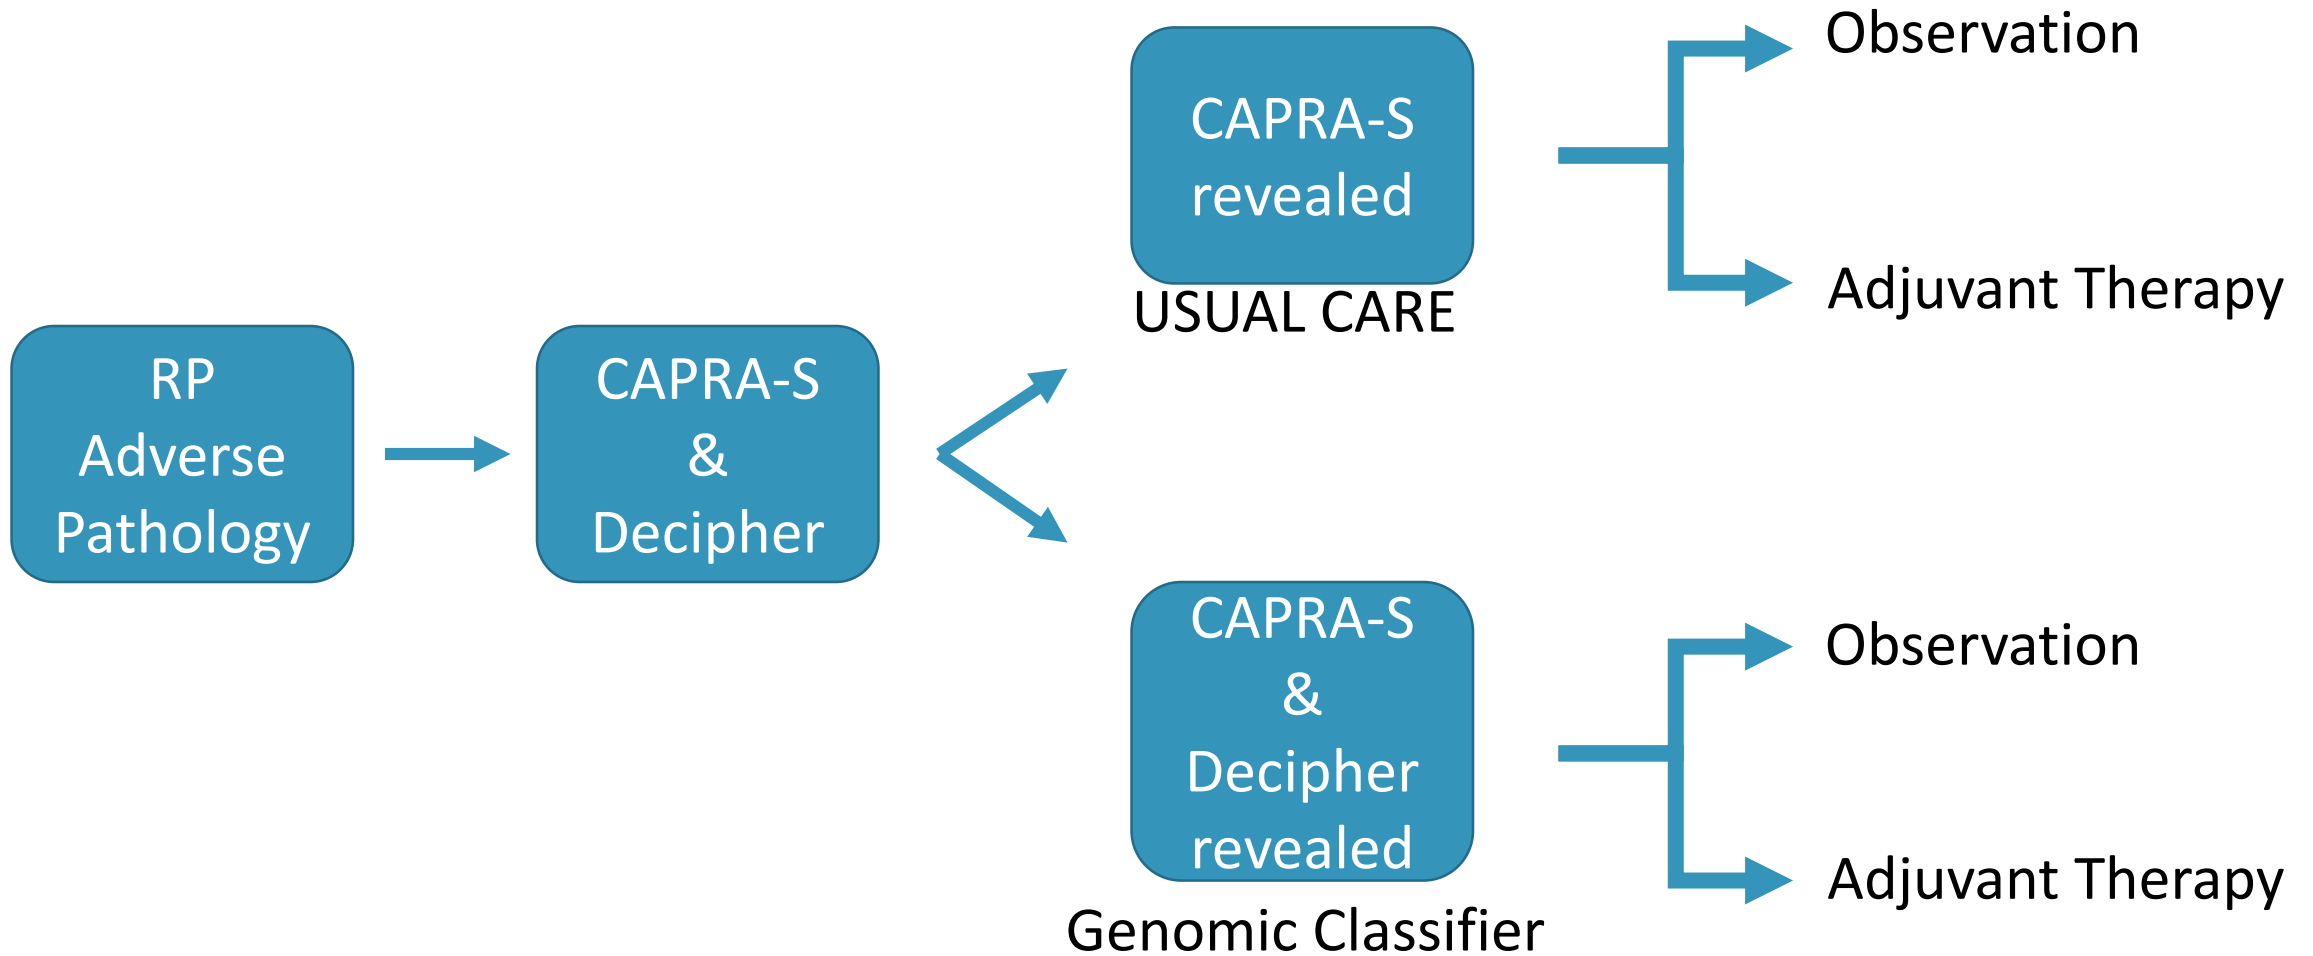 RP
Adverse
Pathology
CAPRA-S
&
Decipher
CAPRA-S
revealed
USUAL CARE
Observation
Adjuvant Therapy
CAPRA-S
&
Decipher
revealed
Genomic Classifier
Observation
Adjuvant Therapy